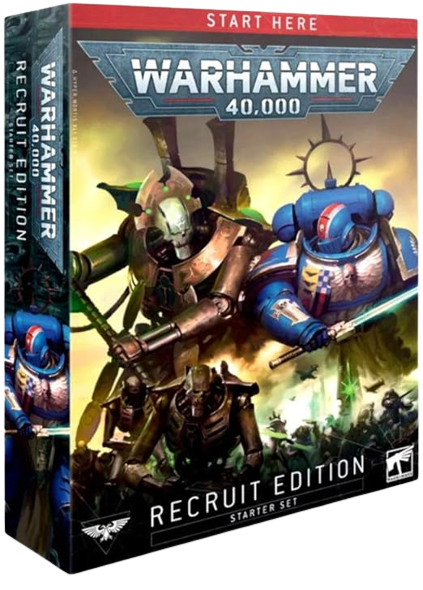 START HERE
WARHAMMER
40,000
RECRUIT EDITION
STARTER SET
WARHAMMER
40,000
RECRUIT EDITION
STARTER SET